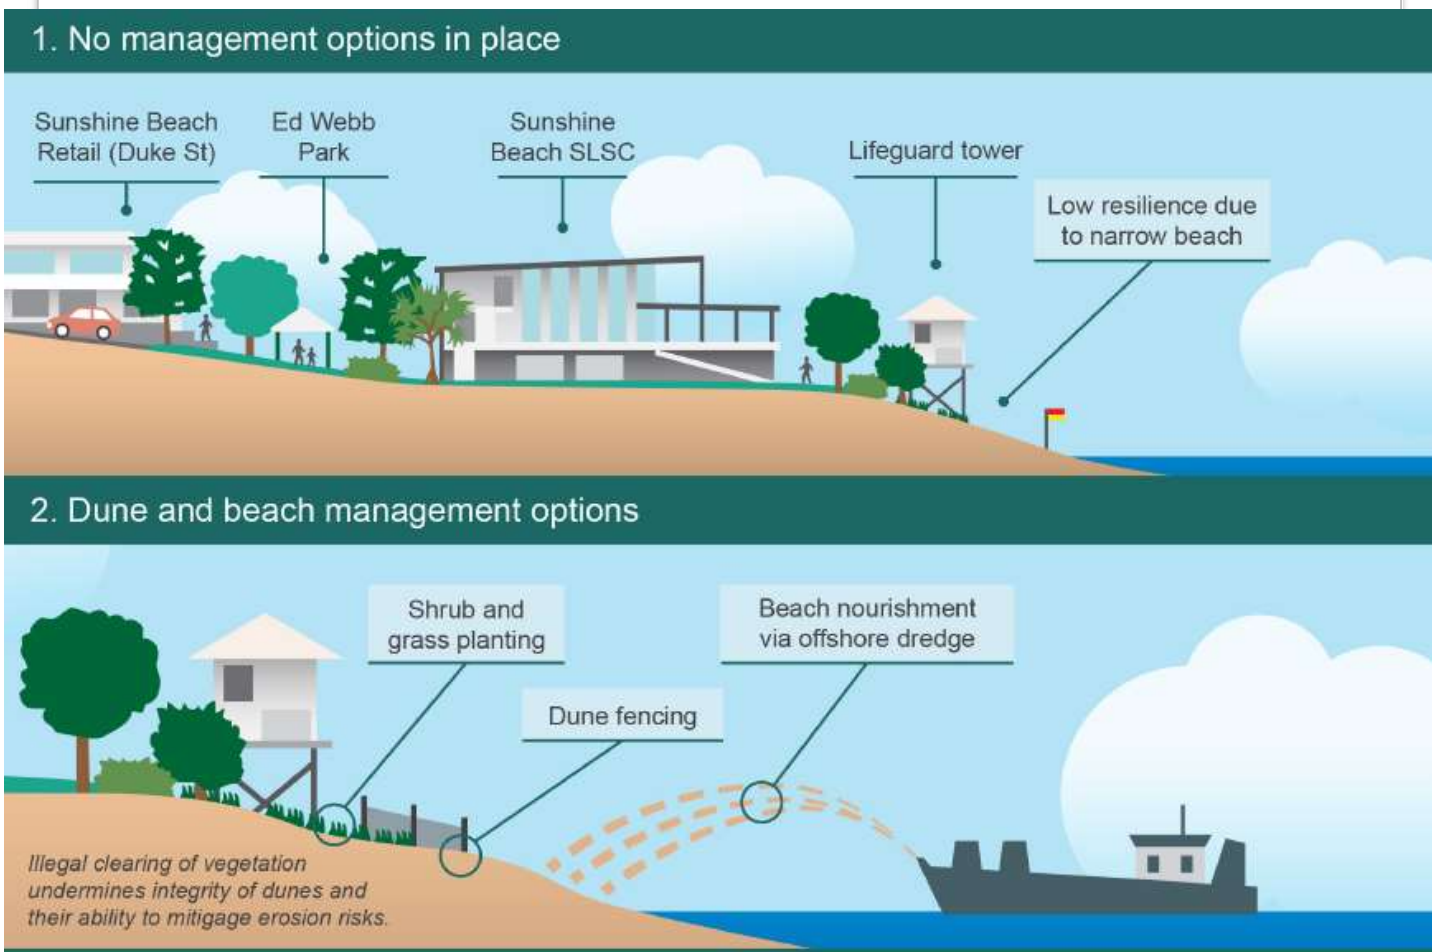 1. No management options in place
Sunshine Beach
Retail (Duke St)
Ed Webb
Park
Sunshine
Beach SLSC
Lifeguard tower
Low resilience due
to narrow beach
2. Dune and beach management options
Shrub and
grass planting
Beach nourishment
via offshore dredge
Dune fencing
Illegal clearing of vegetation
undermines integrity of dunes and
their ability to mitigage erosion risks.